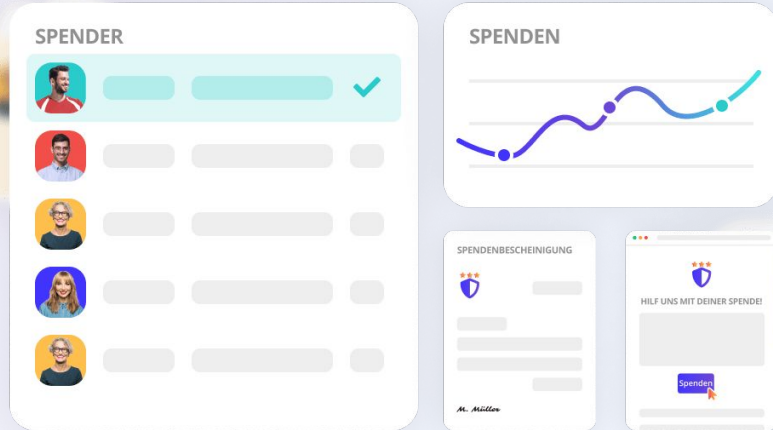 SPENDER
SPENDEN
SPENDENBESCHEINIGUNG
M. Müller
HILF UNS MIT DEINER SPENDE!
Spenden